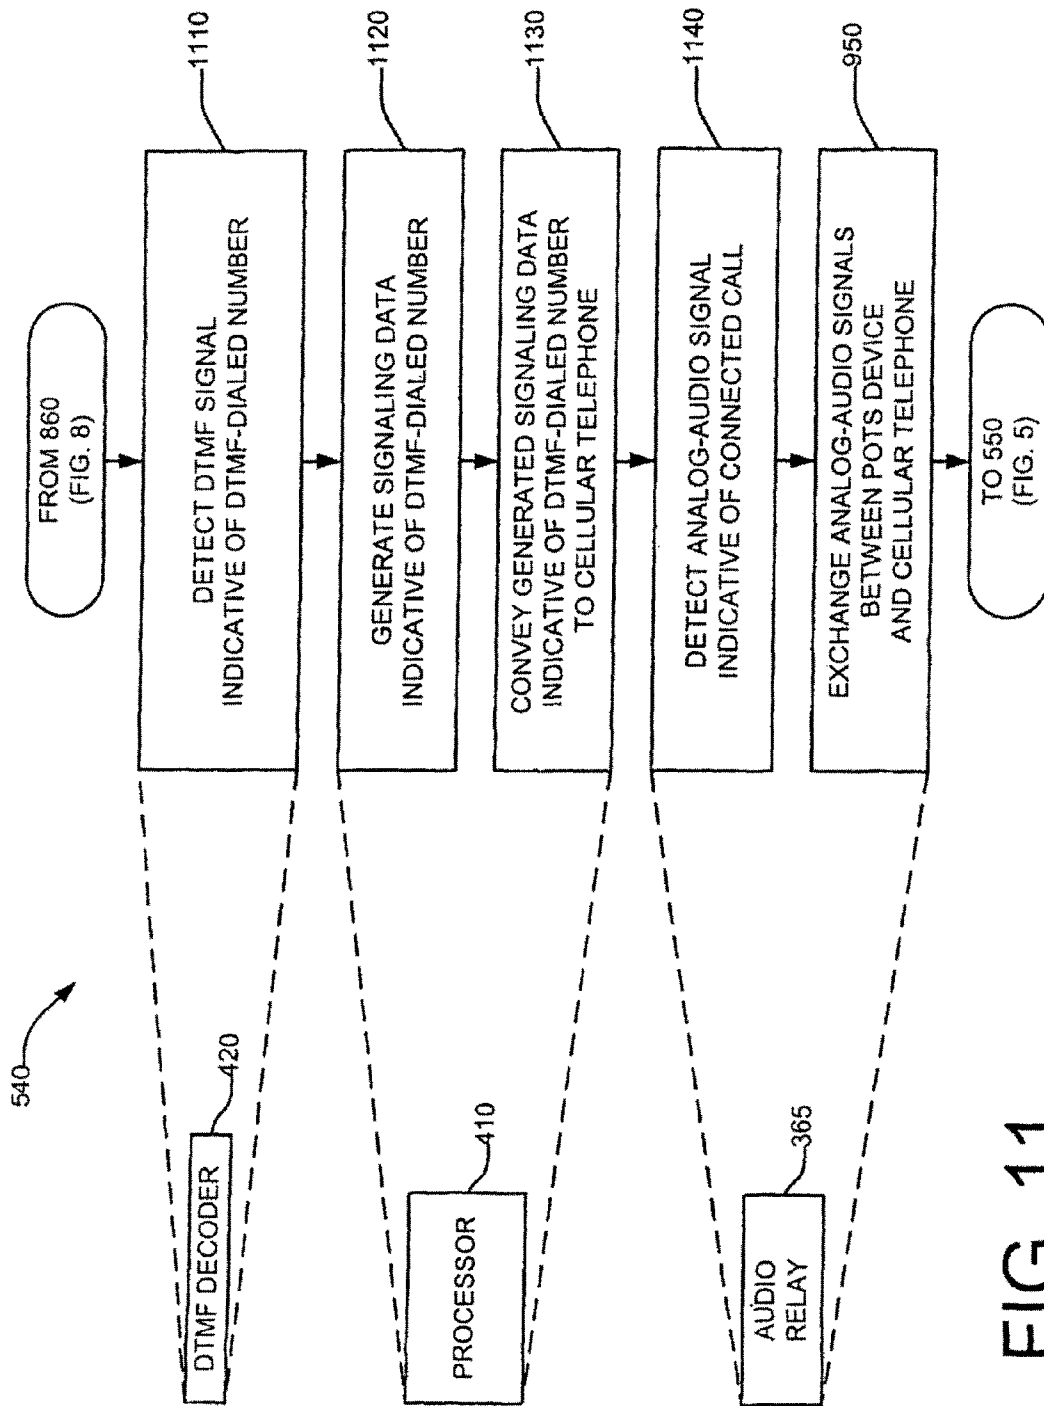 540
FROM 860
(FIG. 8)
DETECT DTMF SIGNAL
INDICATIVE OF DTMF-DIALED NUMBER
1110
DTMF DECODER
420
GENERATE SIGNALING DATA
INDICATIVE OF DTMF-DIALED NUMBER
1120
PROCESSOR
410
CONVEY GENERATED SIGNALING DATA
INDICATIVE OF DTMF-DIALED NUMBER
TO CELLULAR TELEPHONE
1130
DETECT ANALOG-AUDIO SIGNAL
INDICATIVE OF CONNECTED CALL
1140
AUDIO
RELAY
365
EXCHANGE ANALOG-AUDIO SIGNALS
BETWEEN POTS DEVICE
AND CELLULAR TELEPHONE
950
TO 550
(FIG. 5)
FIG. 11